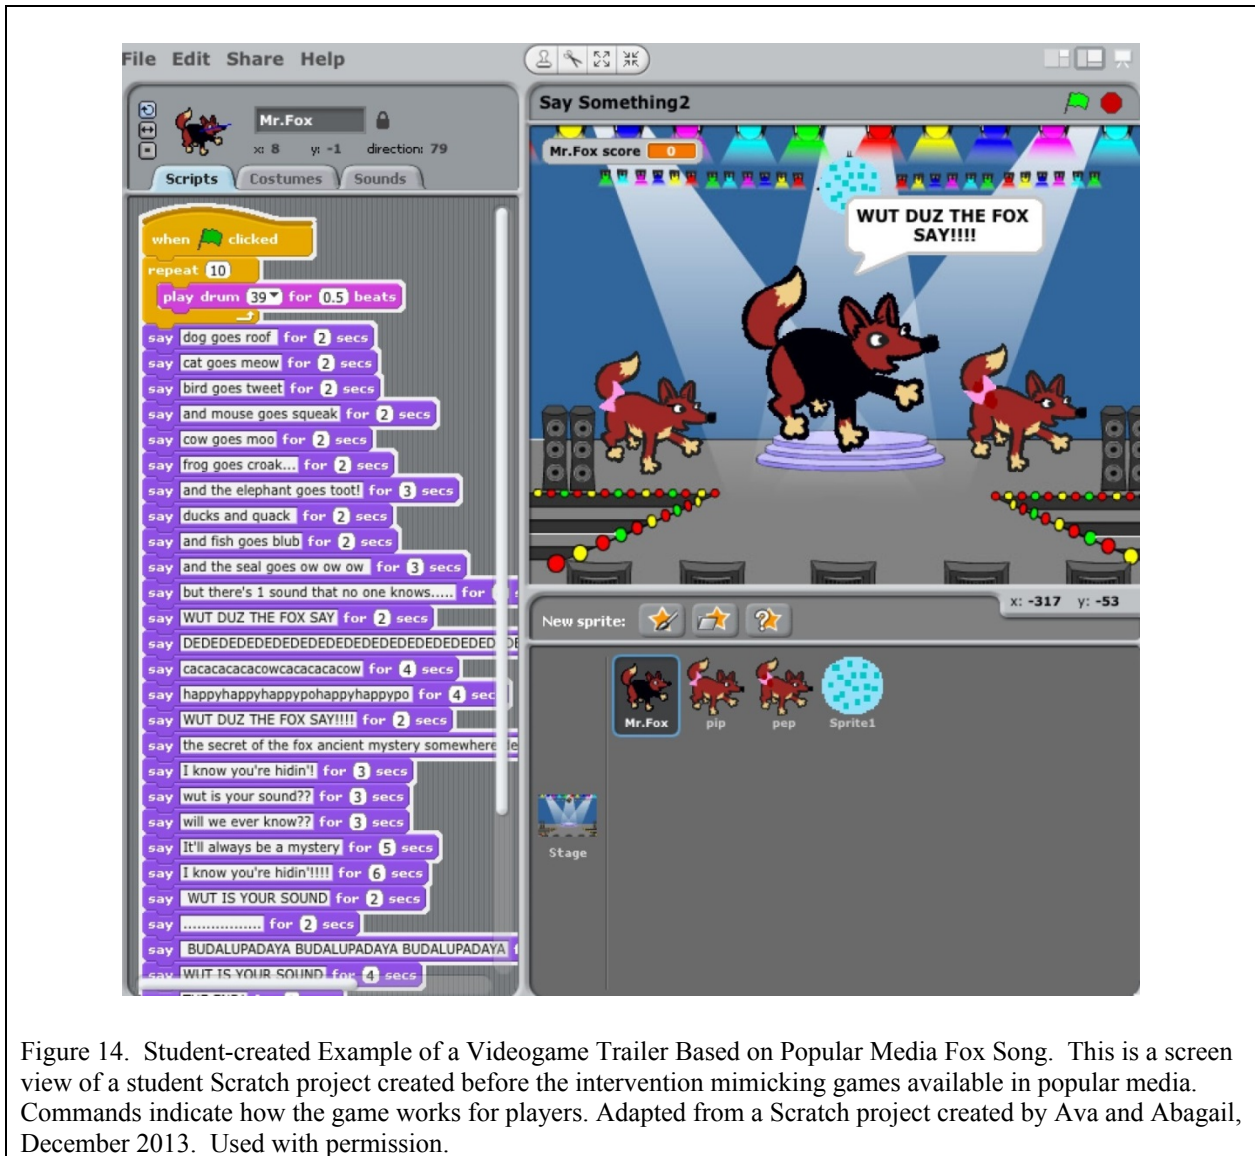 File Edit Share Help
Mr.Fox
x: 8 y: -1 direction: 79
Scripts Costumes Sounds
when clicked
repeat 10
play drum 39 for 0.5 beats
say dog goes roof for 2 secs
say cat goes meow for 2 secs
say bird goes tweet for 2 secs
say and mouse goes squeak for 2 secs
say cow goes moo for 2 secs
say frog goes croak... for 2 secs
say and the elephant goes toot! for 3 secs
say ducks and quack for 2 secs
say and fish goes blub for 2 secs
say and the seal goes ow ow ow for 3 secs
say but there's 1 sound that no one knows..... for
say WUT DUZ THE FOX SAY for 2 secs
say DEDEDEDEDEDEDEDEDEDEDEDEDEDEDEDEDE
say cacacacacacowcacacacacow for 4 secs
say happyhappyhappypohappyhappypo for 4 sec
say WUT DUZ THE FOX SAY!!!! for 2 secs
say the secret of the fox ancient mystery somewhere de
say I know you're hidin'! for 3 secs
say wut is your sound?? for 3 secs
say will we ever know?? for 3 secs
say It'll always be a mystery for 5 secs
say I know you're hidin'!!!! for 6 secs
say WUT IS YOUR SOUND for 2 secs
say ................. for 2 secs
say BUDALUPADAYA BUDALUPADAYA BUDALUPADAYA f
say WUT IS YOUR SOUND for 4 secs
Say Something2
Mr.Fox score 0
WUT DUZ THE FOX
SAY!!!!
x: -317 y: -53
New sprite:
Mr.Fox pip pep Sprite1
Stage
Figure 14. Student-created Example of a Videogame Trailer Based on Popular Media Fox Song. This is a screen
view of a student Scratch project created before the intervention mimicking games available in popular media.
Commands indicate how the game works for players. Adapted from a Scratch project created by Ava and Abagail,
December 2013. Used with permission.